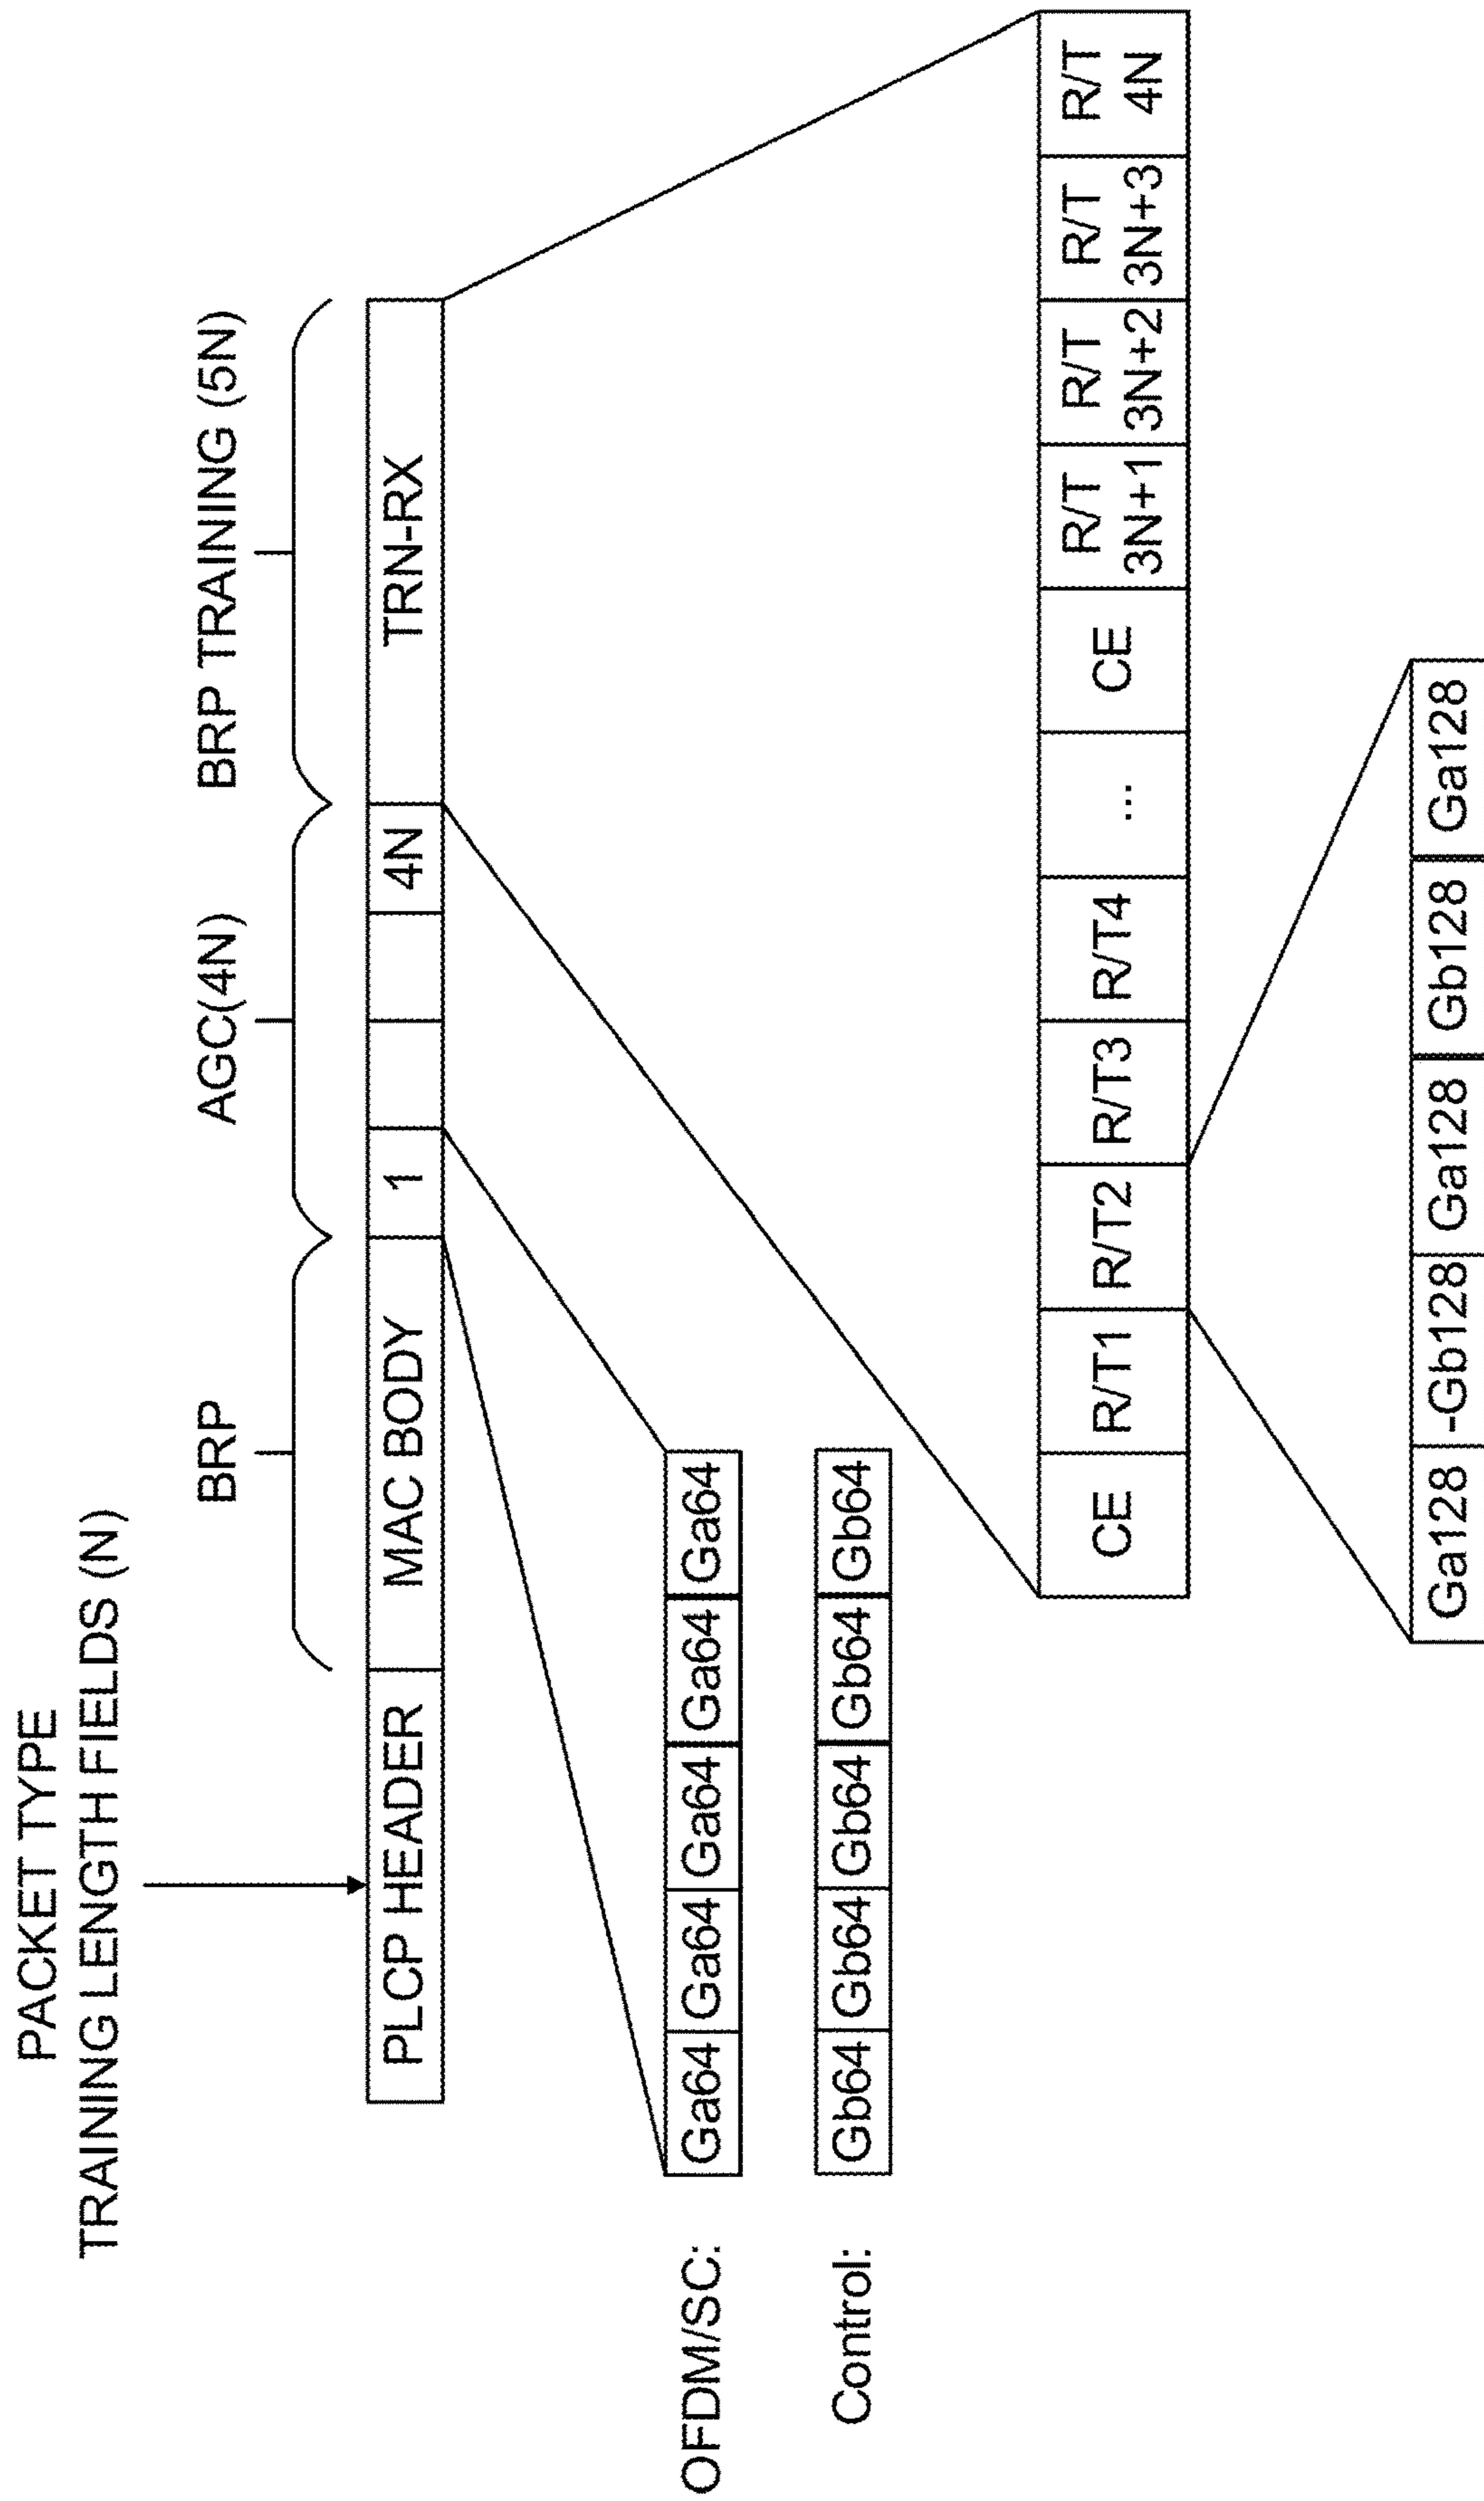 PACKET TYPE
TRAINING LENGTH FIELDS (N)
BRP
AGC(4N)
BRP TRAINING (5N)
PLCP HEADER
MAC BODY
1
4N
TRN-RX
OFDM/SC:
Ga64
Ga64
Ga64
Ga64
Ga64
Control:
Gb64
Gb64
Gb64
Gb64
Gb64
CE
R/T1
R/T2
R/T3
R/T4
...
CE
R/T
3N+1
R/T
3N+2
R/T
3N+3
R/T
4N
Ga128
-Gb128
Ga128
Gb128
Ga128